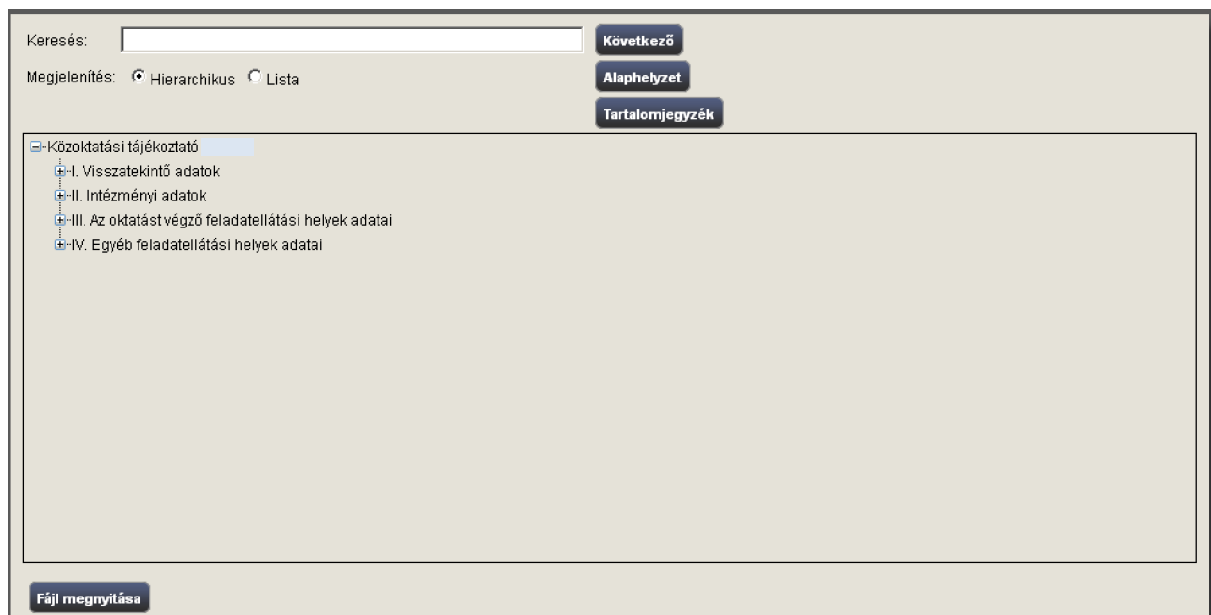 Keresés:
Következő
Megjelenítés: Hierarchikus Lista
Alaphelyzet
Tartalomjegyzék
Közoktatási tájékoztató
I. Visszatekintő adatok
II. Intézményi adatok
III. Az oktatást végző feladatellátási helyek adatai
IV. Egyéb feladatellátási helyek adatai
Fájl megnyitása